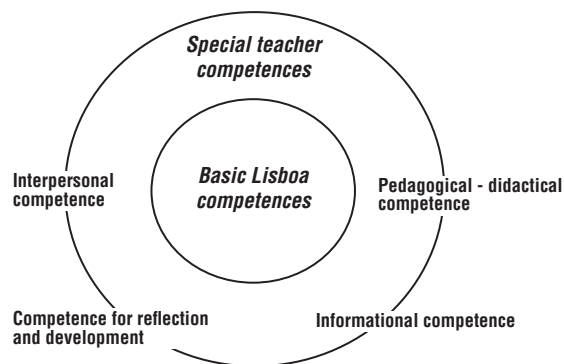 Special teacher
competences
Basic Lisboa
competences
Interpersonal
competence
Pedagogical - didactical
competence
Competence for reflection
and development
Informational competence